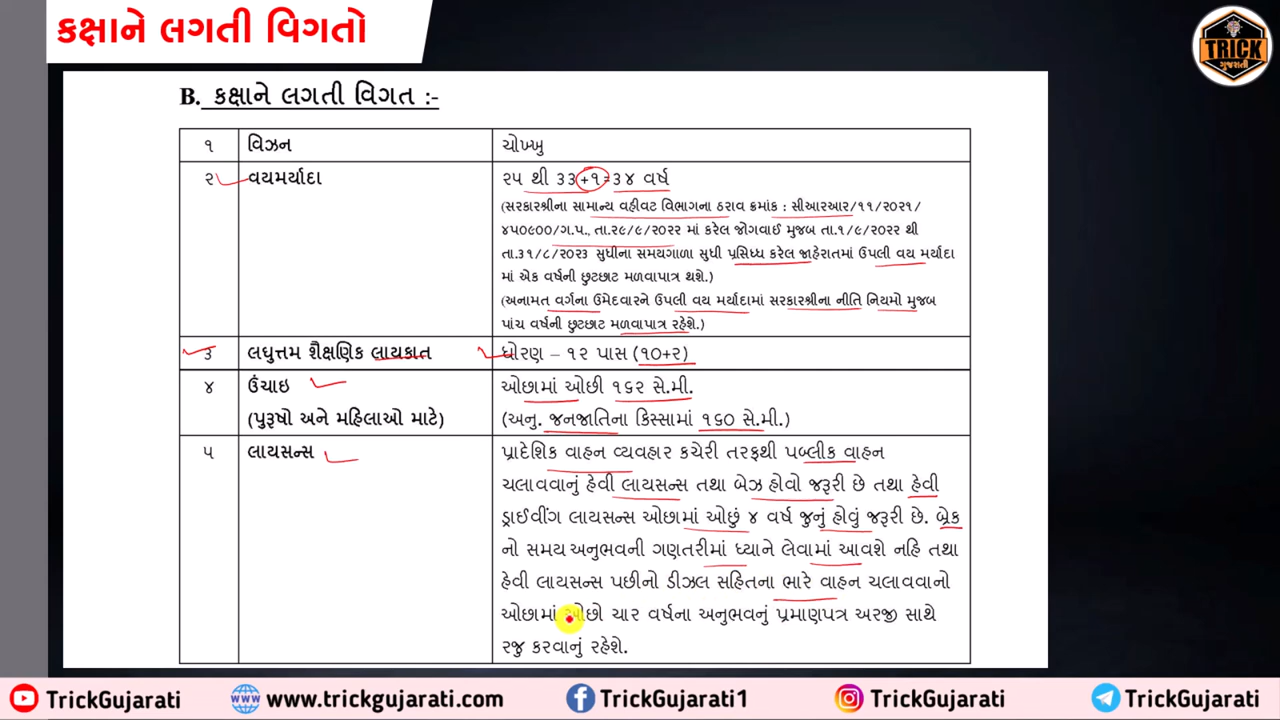 કક્ષાને લગતી વિગતો
TRICK
ગુજરાતી
B. કક્ષાને લગતી વિગત :-
૧ વિઝન ચોખ્ખુ
૨ વયમર્યાદા ૨૫ થી ૩૩+૧=૩૪ વર્ષ
(સરકારશ્રીના સામાન્ય વહીવટ વિભાગના ઠરાવ ક્રમાંક : સીઆરઆર/૧૧/૨૦૨૧/
૪૫૦૯૦૦/ગ.પ., તા.૨૯/૯/૨૦૨૨ માં કરેલ જોગવાઈ મુજબ તા.૧/૯/૨૦૨૨ થી
તા.૩૧/૮/૨૦૨૩ સુધીના સમયગાળા સુધી પ્રસિધ્ધ કરેલ જાહેરાતમાં ઉપલી વય મર્યાદા
માં એક વર્ષની છુટછાટ મળવાપાત્ર થશે.)
(અનામત વર્ગના ઉમેદવારને ઉપલી વય મર્યાદામાં સરકારશ્રીના નીતિ નિયમો મુજબ
પાંચ વર્ષની છુટછાટ મળવાપાત્ર રહેશે.)
૩ લઘુત્તમ શૈક્ષણિક લાયકાત ધોરણ – ૧૨ પાસ (૧૦+૨)
૪ ઉંચાઇ ઓછામાં ઓછી ૧૬૨ સે.મી.
(પુરૂષો અને મહિલાઓ માટે) (અનુ. જનજાતિના કિસ્સામાં ૧૬૦ સે.મી.)
૫ લાયસન્સ પ્રાદેશિક વાહન વ્યવહાર કચેરી તરફથી પબ્લીક વાહન
ચલાવવાનું હેવી લાયસન્સ તથા બેઝ હોવો જરૂરી છે તથા હેવી
ડ્રાઈવીંગ લાયસન્સ ઓછામાં ઓછું ૪ વર્ષ જુનું હોવું જરૂરી છે. બ્રેક
નો સમય અનુભવની ગણતરીમાં ધ્યાને લેવામાં આવશે નહિ તથા
હેવી લાયસન્સ પછીનો ડીઝલ સહિતના ભારે વાહન ચલાવવાનો
ઓછામાં ઓછો ચાર વર્ષના અનુભવનું પ્રમાણપત્ર અરજી સાથે
રજુ કરવાનું રહેશે.
TrickGujarati www.trickgujarati.com TrickGujarati1 TrickGujarati TrickGujarati